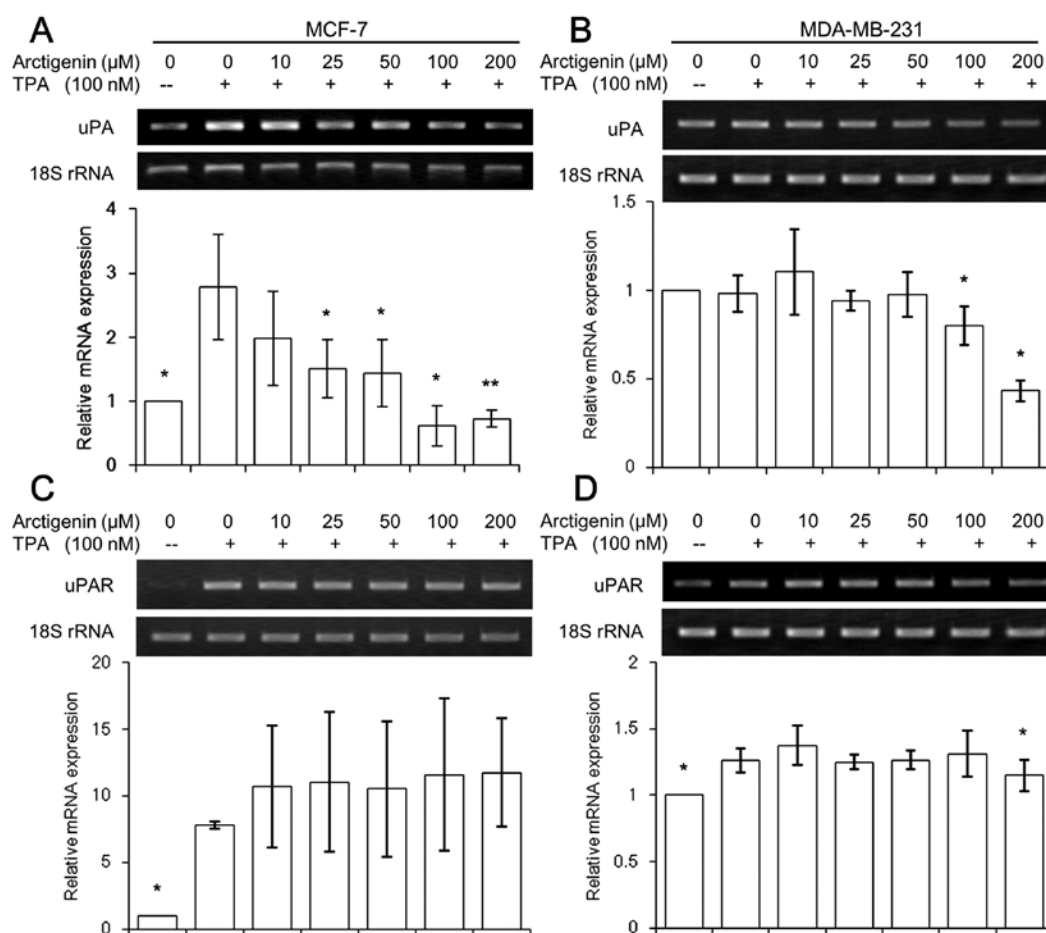 A
MCF-7
Arctigenin (μM) 0 0 10 25 50 100 200
TPA (100 nM) -- + + + + + +
uPA
18S rRNA
Relative mRNA expression
4
3
2
1
0
* * * * **
B
MDA-MB-231
Arctigenin (μM) 0 0 10 25 50 100 200
TPA (100 nM) -- + + + + + +
uPA
18S rRNA
Relative mRNA expression
1.5
1
0.5
0
* *
C
Arctigenin (μM) 0 0 10 25 50 100 200
TPA (100 nM) -- + + + + + +
uPAR
18S rRNA
Relative mRNA expression
20
15
10
5
0
*
D
Arctigenin (μM) 0 0 10 25 50 100 200
TPA (100 nM) -- + + + + + +
uPAR
18S rRNA
Relative mRNA expression
2
1.5
1
0.5
0
* *